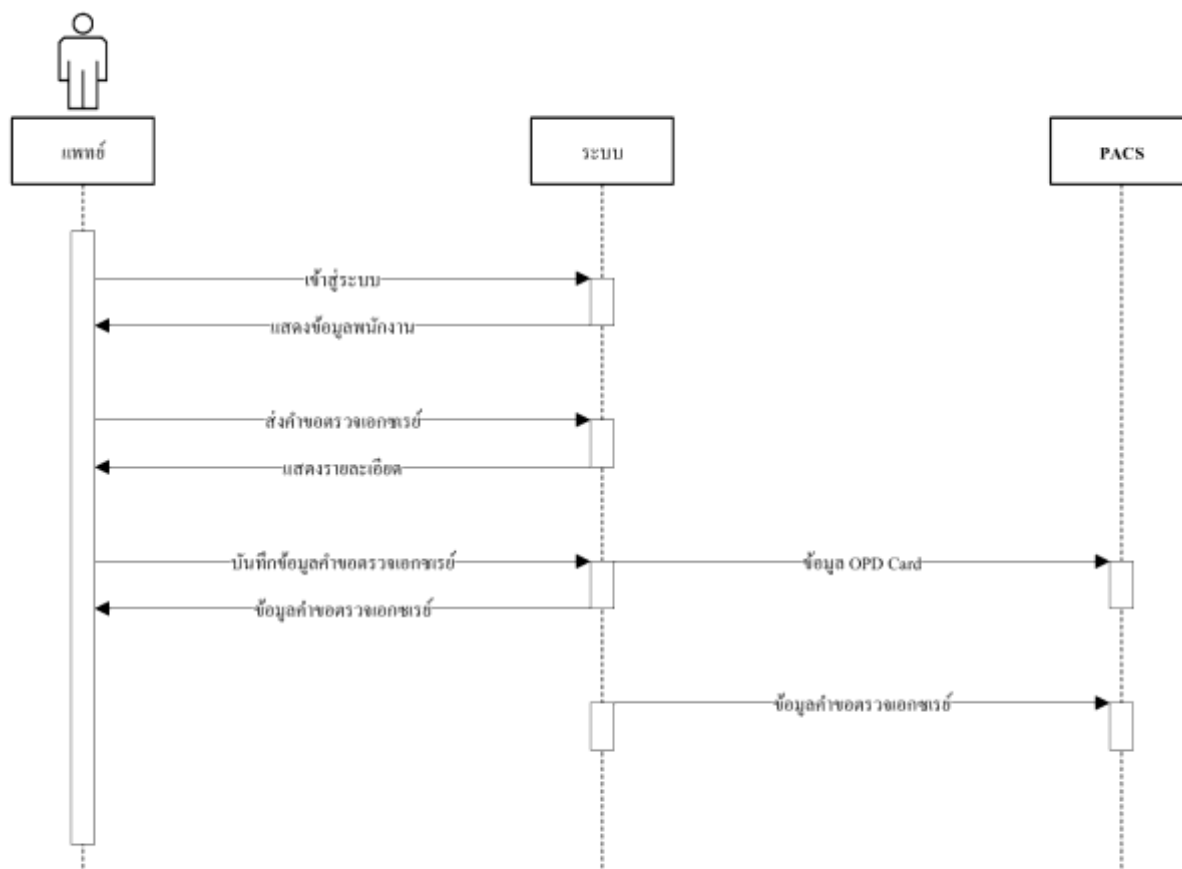 แพทย์
ระบบ
PACS
เข้าสู่ระบบ
แสดงข้อมูลพนักงาน
ส่งคำขอตรวจเอกซเรย์
แสดงรายละเอียด
บันทึกข้อมูลคำขอตรวจเอกซเรย์
ข้อมูล OPD Card
ข้อมูลคำขอตรวจเอกซเรย์
ข้อมูลคำขอตรวจเอกซเรย์